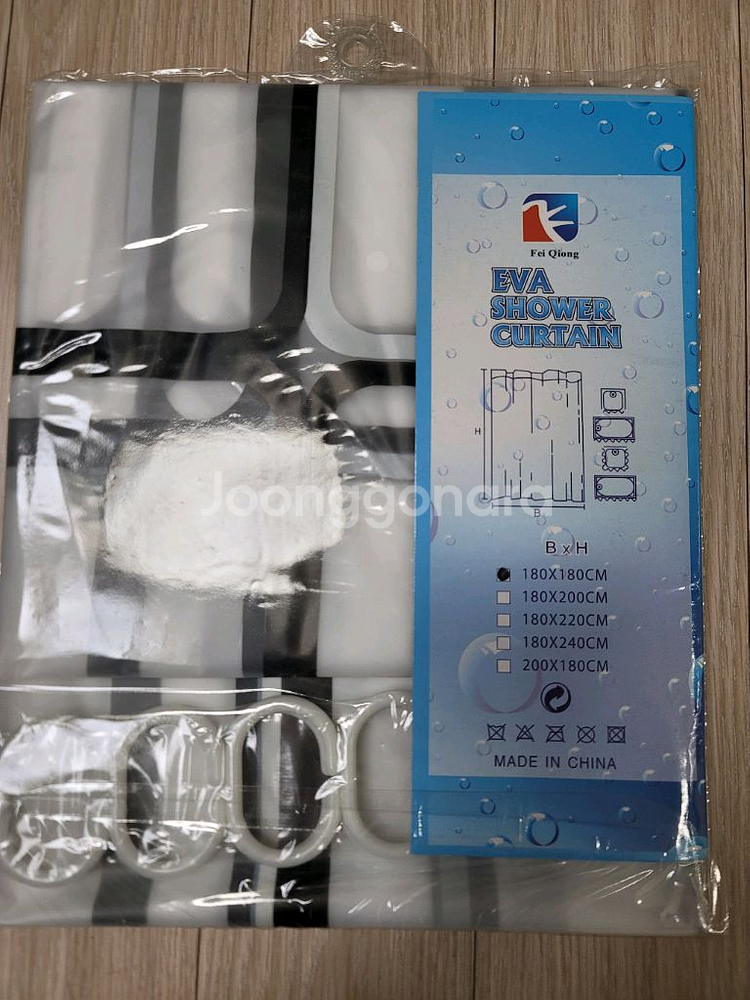 Fei Qiong
EVA
SHOWER
CURTAIN
H
B
Joonggonara
B x H
180X180CM
180X200CM
180X220CM
180X240CM
200X180CM
MADE IN CHINA